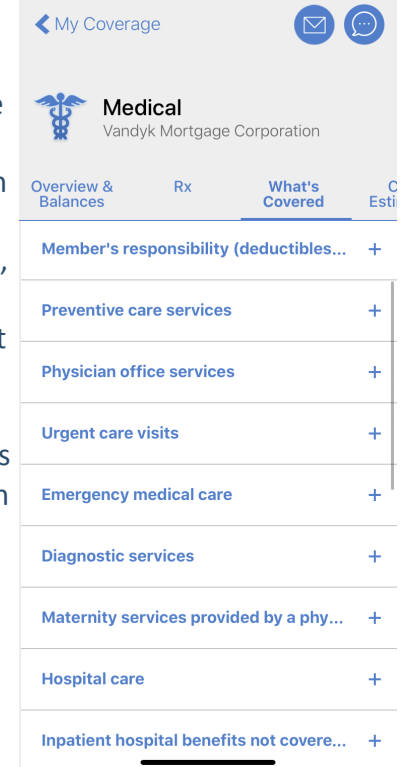 My Coverage
Medical
Vandyk Mortgage Corporation
Overview &
Balances
Rx
What's
Covered
Member's responsibility (deductibles...
Preventive care services
Physician office services
Urgent care visits
Emergency medical care
Diagnostic services
Maternity services provided by a phy...
Hospital care
Inpatient hospital benefits not covere...